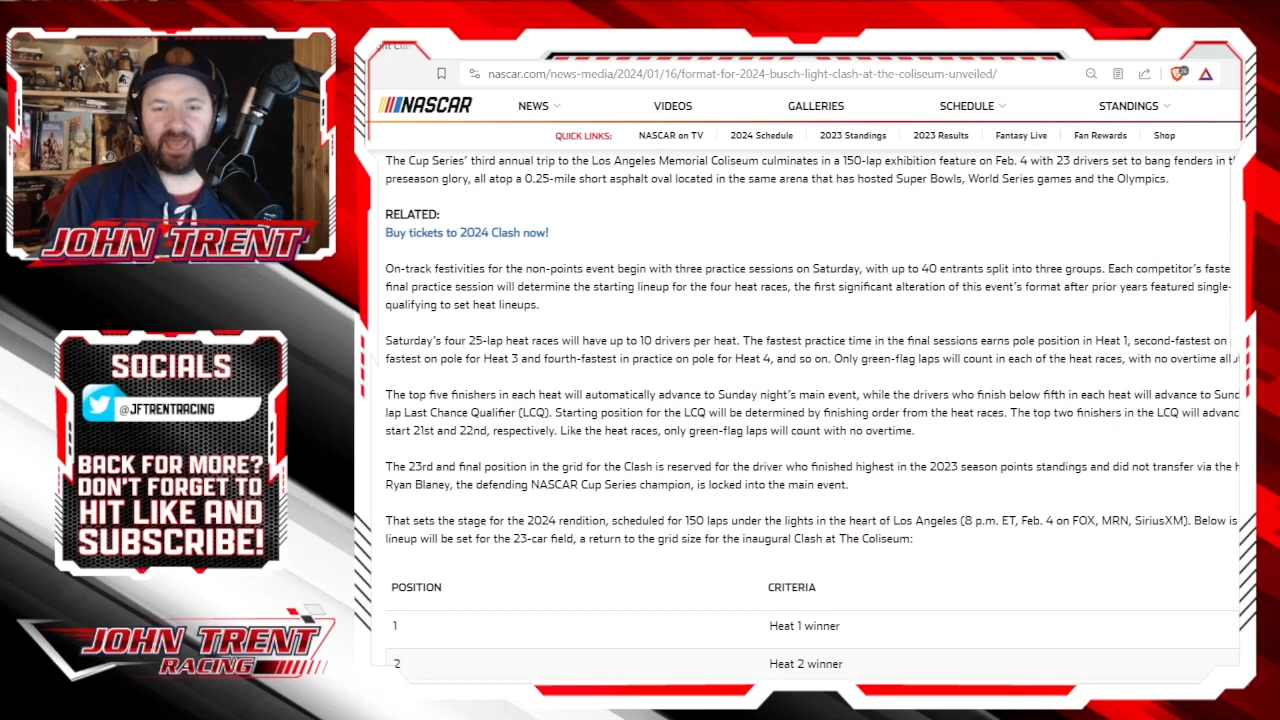 nascar.com/news-media/2024/01/16/format-for-2024-busch-light-clash-at-the-coliseum-unveiled/
NASCAR NEWS VIDEOS GALLERIES SCHEDULE STANDINGS
QUICK LINKS: NASCAR on TV 2024 Schedule 2023 Standings 2023 Results Fantasy Live Fan Rewards Shop
The Cup Series' third annual trip to the Los Angeles Memorial Coliseum culminates in a 150-lap exhibition feature on Feb. 4 with 23 drivers set to bang fenders in
preseason glory, all atop a 0.25-mile short asphalt oval located in the same arena that has hosted Super Bowls, World Series games and the Olympics.
RELATED:
Buy tickets to 2024 Clash now!
On-track festivities for the non-points event begin with three practice sessions on Saturday, with up to 40 entrants split into three groups. Each competitor's faste
final practice session will determine the starting lineup for the four heat races, the first significant alteration of this event's format after prior years featured single-
qualifying to set heat lineups.
Saturday's four 25-lap heat races will have up to 10 drivers per heat. The fastest practice time in the final sessions earns pole position in Heat 1, second-fastest on
fastest on pole for Heat 3 and fourth-fastest in practice on pole for Heat 4, and so on. Only green-flag laps will count in each of the heat races, with no overtime
The top five finishers in each heat will automatically advance to Sunday night's main event, while the drivers who finish below fifth in each heat will advance to
lap Last Chance Qualifier (LCQ). Starting position for the LCQ will be determined by finishing order from the heat races. The top two finishers in the LCQ will advanc
start 21st and 22nd, respectively. Like the heat races, only green-flag laps will count with no overtime.
The 23rd and final position in the grid for the Clash is reserved for the driver who finished highest in the 2023 season points standings and did not transfer via the
Ryan Blaney, the defending NASCAR Cup Series champion, is locked into the main event.
That sets the stage for the 2024 rendition, scheduled for 150 laps under the lights in the heart of Los Angeles (8 p.m. ET, Feb. 4 on FOX, MRN, SiriusXM). Below is
lineup will be set for the 23-car field, a return to the grid size for the inaugural Clash at The Coliseum:
POSITION CRITERIA
1 Heat 1 winner
2 Heat 2 winner
JOHN TRENT
SOCIALS
@JFTRENTRACING
BACK FOR MORE?
DON'T FORGET TO
HIT LIKE AND
SUBSCRIBE!
JOHN TRENT
RACING